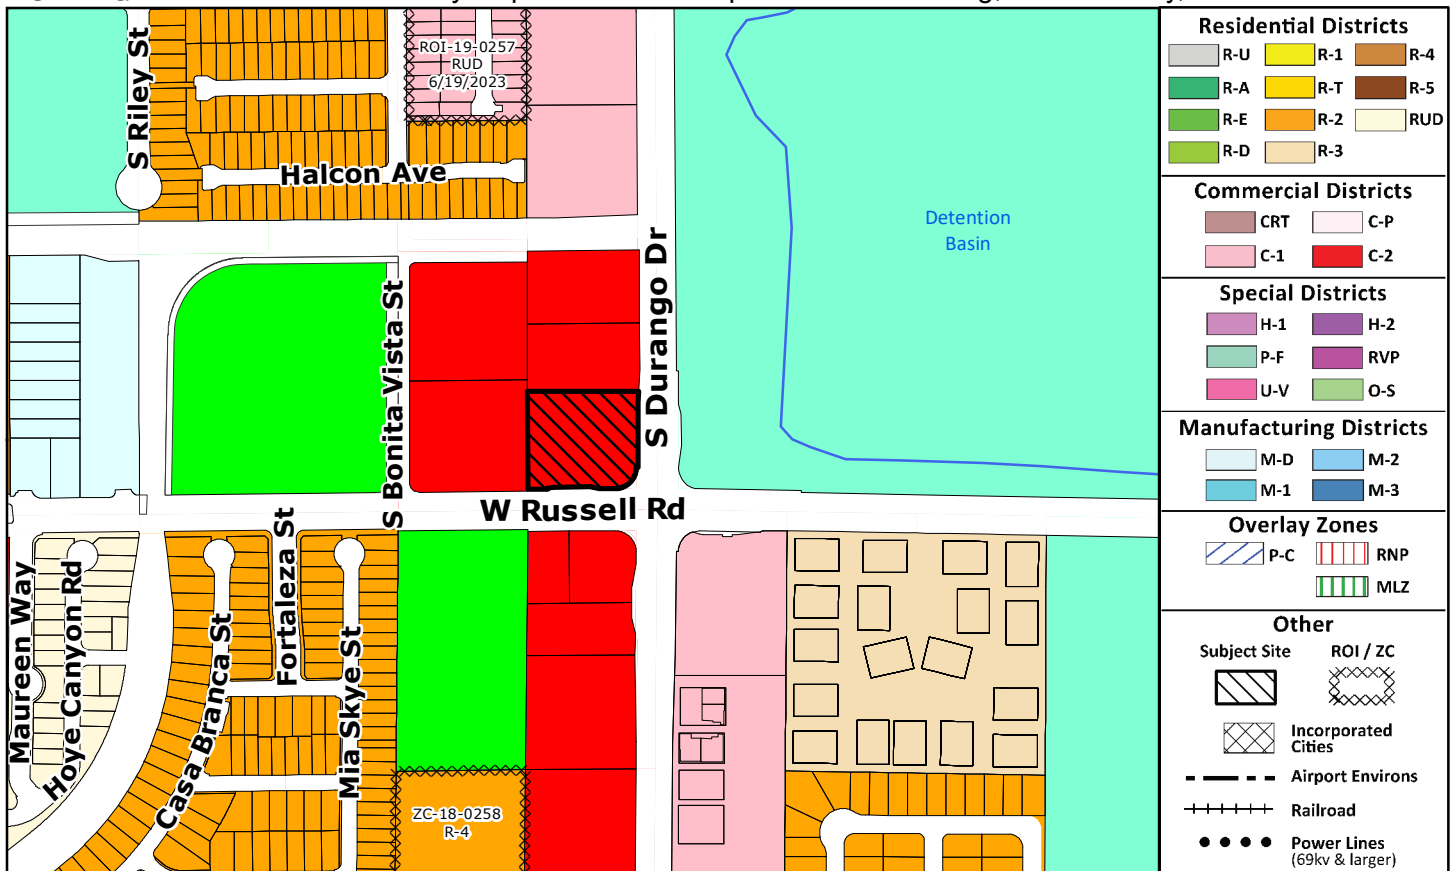 S Riley St
ROI-19-0257
RUD
6/19/2023
Halcon Ave
Detention
Basin
S Durango Dr
S Bonita Vista St
W Russell Rd
Maureen Way
Hoye Canyon Rd
Casa Branca St
Fortaleza St
Mia Skye St
ZC-18-0258
R-4
Residential Districts
R-U
R-1
R-4
R-A
R-T
R-5
R-E
R-2
RUD
R-D
R-3
Commercial Districts
CRT
C-P
C-1
C-2
Special Districts
H-1
H-2
P-F
RVP
U-V
O-S
Manufacturing Districts
M-D
M-2
M-1
M-3
Overlay Zones
P-C
RNP
MLZ
Other
Subject Site
ROI / ZC
Incorporated
Cities
Airport Environs
Railroad
Power Lines
(69kv & larger)